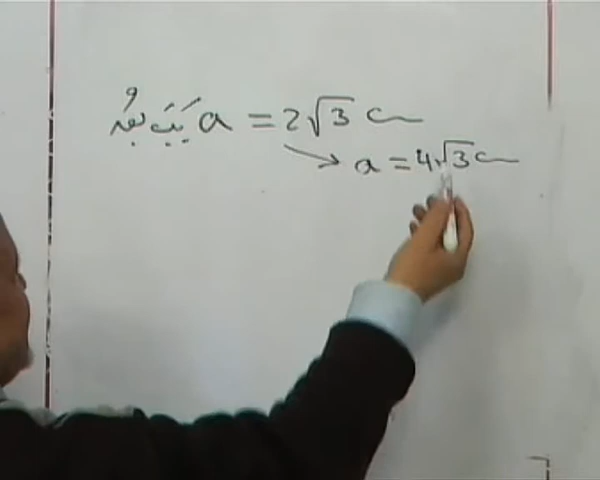 a = 2√3 cm
→ a = 4√3 cm